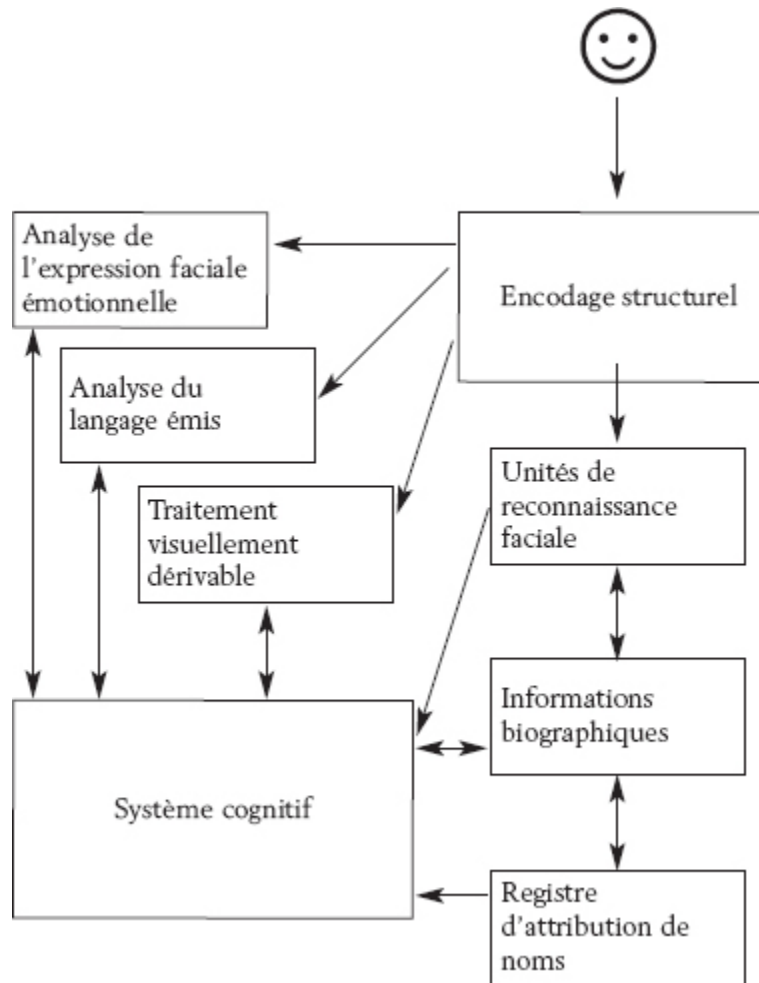 Analyse de
l'expression faciale
émotionnelle
Encodage structurel
Analyse du
langage émis
Unités de
reconnaissance
faciale
Traitement
visuellement
dérivable
Informations
biographiques
Système cognitif
Registre
d'attribution de
noms